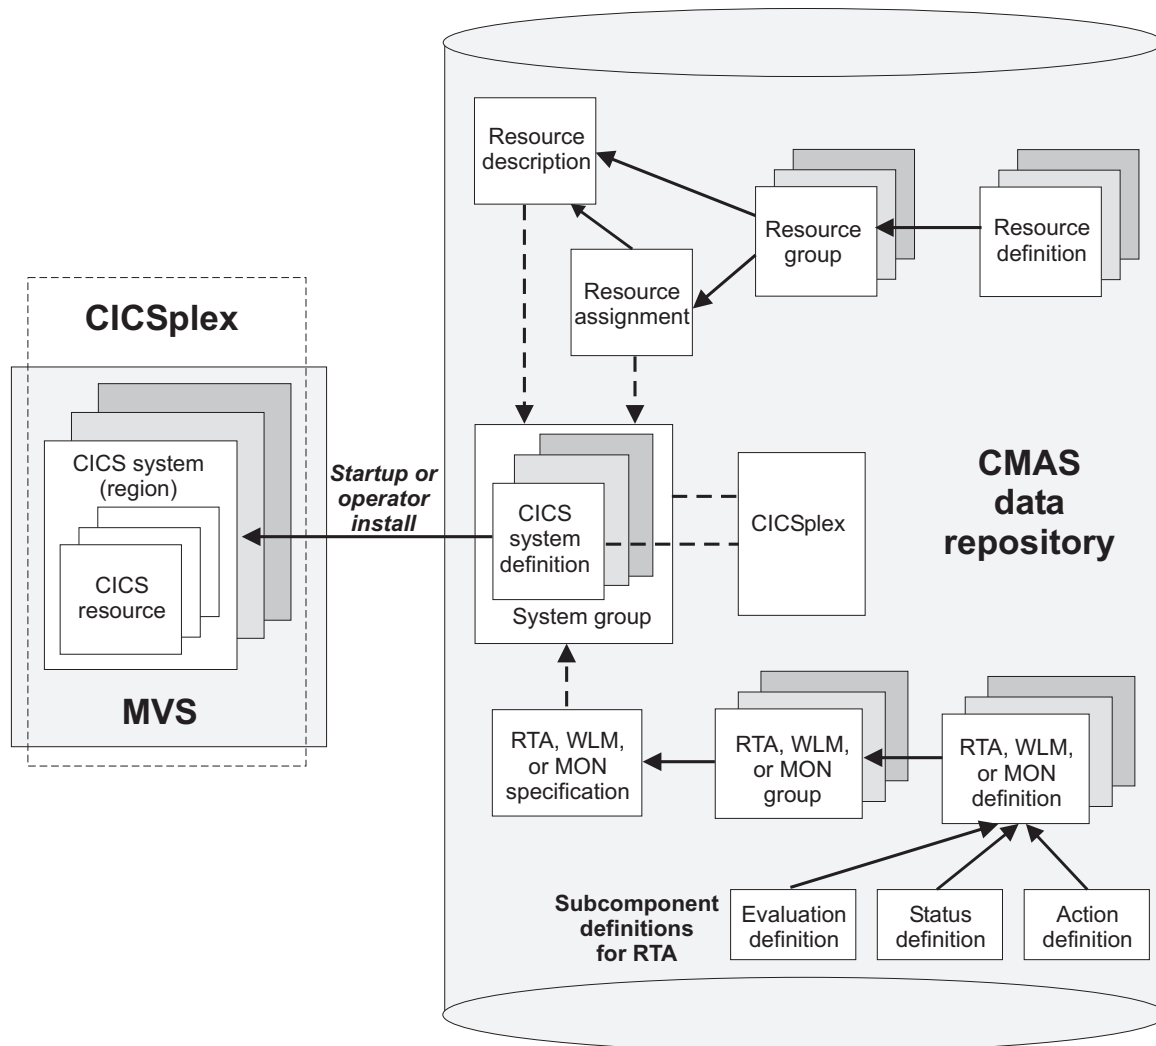 Resource
description
Resource
group
Resource
definition
Resource
assignment
CICSplex
CICS system
(region)
CICS
resource
MVS
Startup or
operator
install
CICS
system
definition
System group
CICSplex
CMAS
data
repository
RTA, WLM,
or MON
specification
RTA, WLM,
or MON
group
RTA, WLM,
or MON
definition
Subcomponent
definitions
for RTA
Evaluation
definition
Status
definition
Action
definition